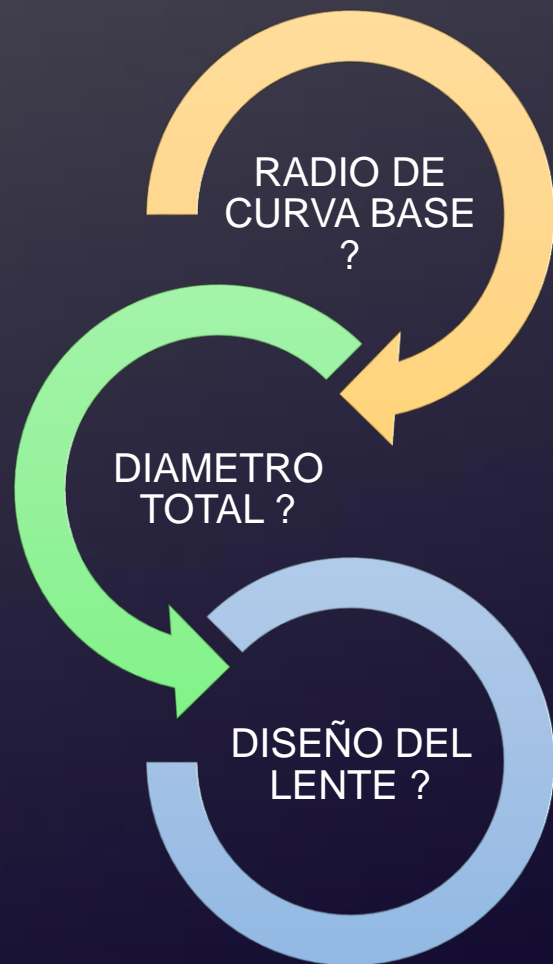 RADIO DE
CURVA BASE
?
DIAMETRO
TOTAL ?
DISEÑO DEL
LENTE ?